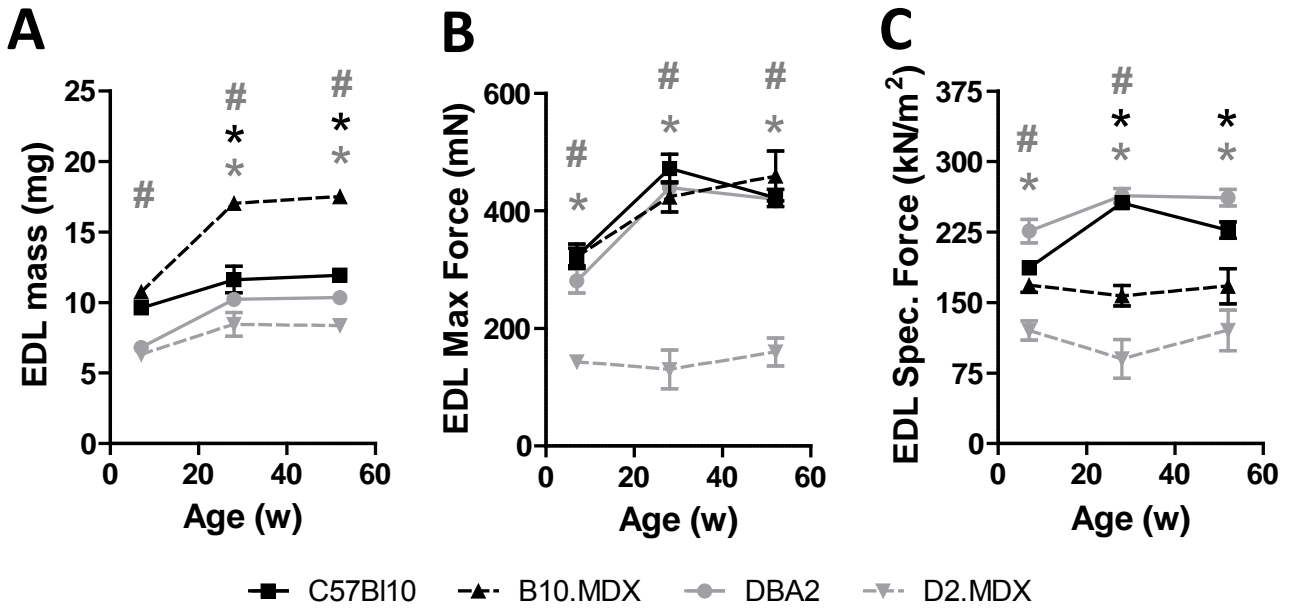 A
EDL mass (mg)
25
20
15
10
5
0
#
#
*
*
#
*
*
0 20 40 60
Age (w)
B
EDL Max Force (mN)
600
400
200
0
#
*
#
*
#
*
0 20 40 60
Age (w)
C
EDL Spec. Force (kN/m²)
375
300
225
150
75
0
#
*
#
*
*
*
*
0 20 40 60
Age (w)
C57Bl10 B10.MDX DBA2 D2.MDX